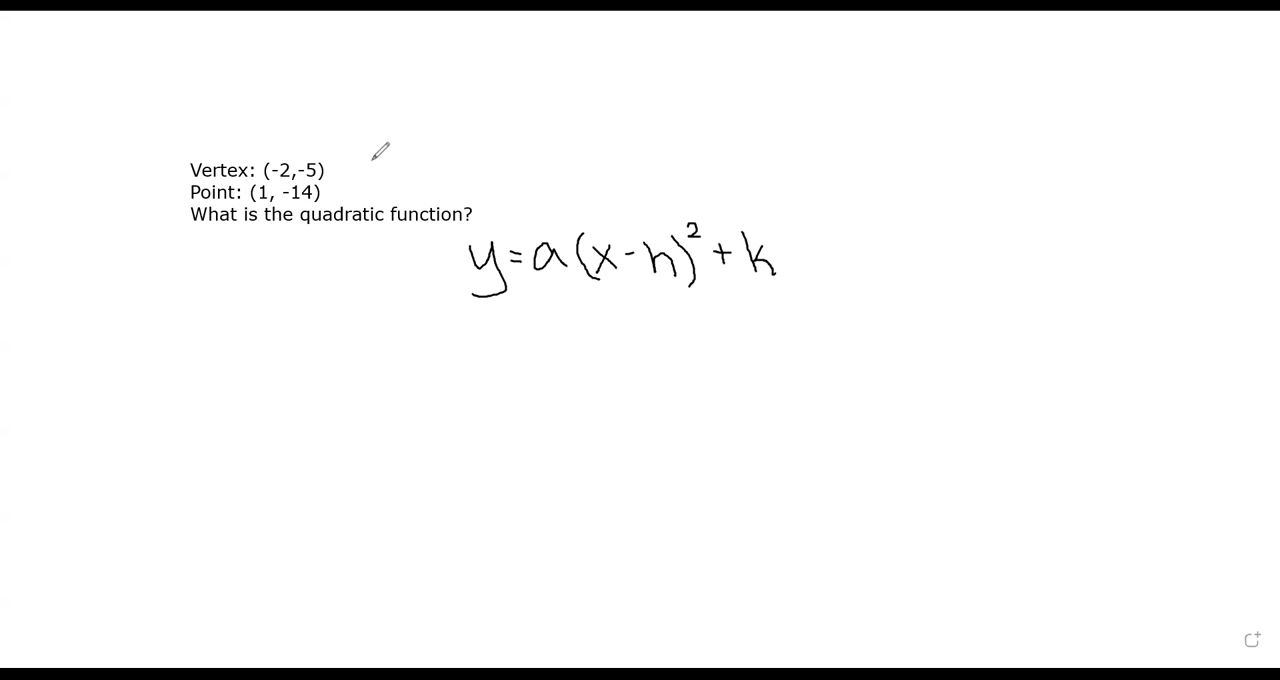 Vertex: (-2,-5)
Point: (1, -14)
What is the quadratic function?
y=a(x-h)²+k